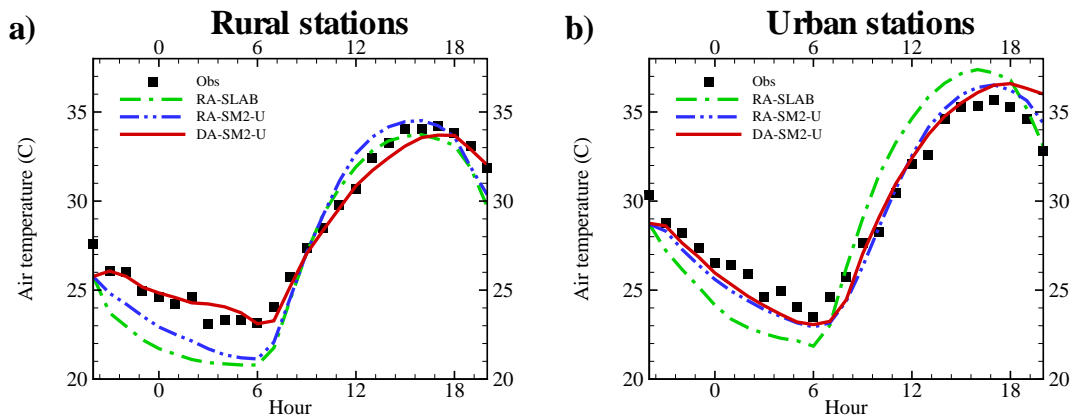 a)
Rural stations
0 6 12 18
Air temperature (C)
35
30
25
20
Obs
RA-SLAB
RA-SM2-U
DA-SM2-U
35
30
25
20
0 6 12 18
Hour
b)
Urban stations
0 6 12 18
Air temperature (C)
35
30
25
20
Obs
RA-SLAB
RA-SM2-U
DA-SM2-U
35
30
25
20
0 6 12 18
Hour